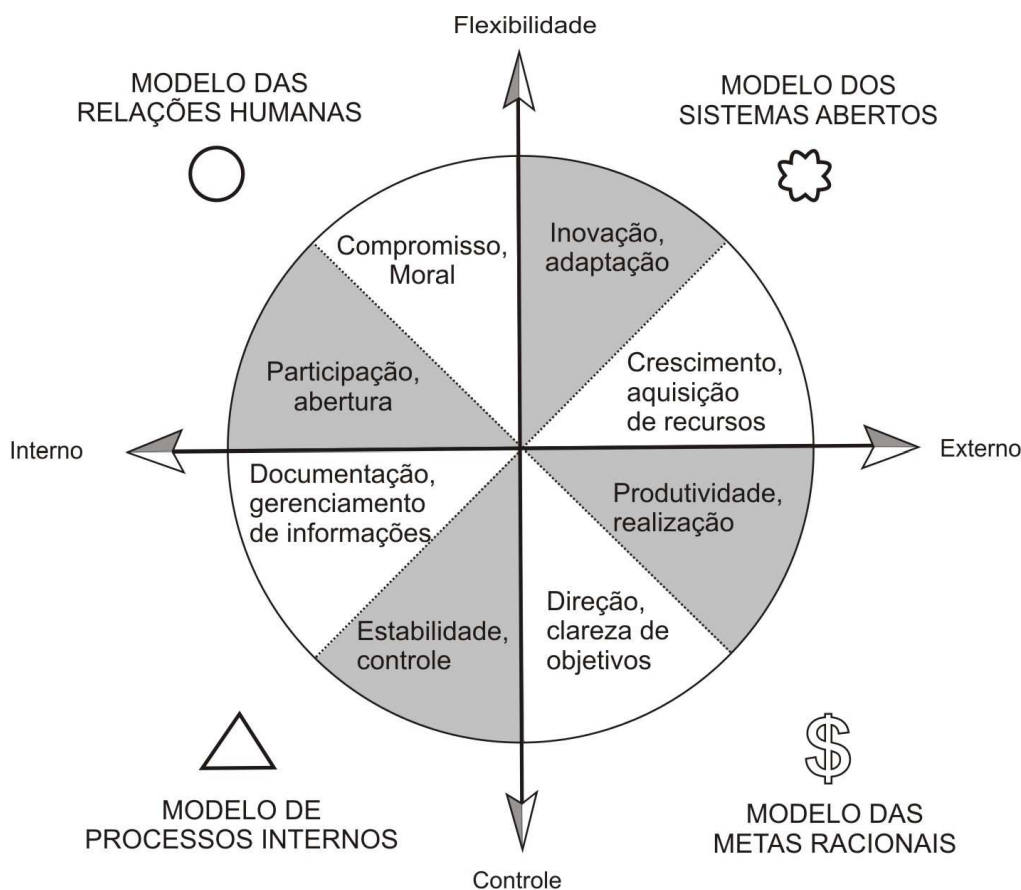 Flexibilidade
MODELO DAS
RELAÇÕES HUMANAS
MODELO DOS
SISTEMAS ABERTOS
Compromisso,
Moral
Inovação,
adaptação
Participação,
abertura
Crescimento,
aquisição
de recursos
Interno
Externo
Documentação,
gerenciamento
de informações
Produtividade,
realização
Estabilidade,
controle
Direção,
clareza de
objetivos
$
MODELO DE
PROCESSOS INTERNOS
MODELO DAS
METAS RACIONAIS
Controle